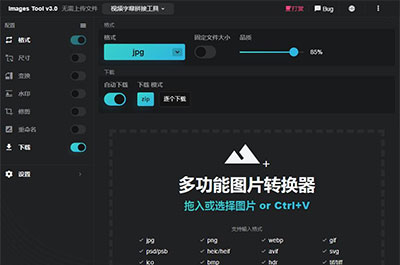 Images Tool v3.0 无需上传文件 视频字幕拼接工具 打赏 Bug
配置
格式
尺寸
变换
水印
修图
重命名
下载
设置
格式
格式 固定文件大小 品质
jpg 85%
下载
自动下载 下载 模式
zip 逐个下载
多功能图片转换器
拖入或选择图片 or Ctrl+V
支持输入格式
jpg png webp gif
psd/psb heic/heif avif svg
ico bmp hdr tif/tiff